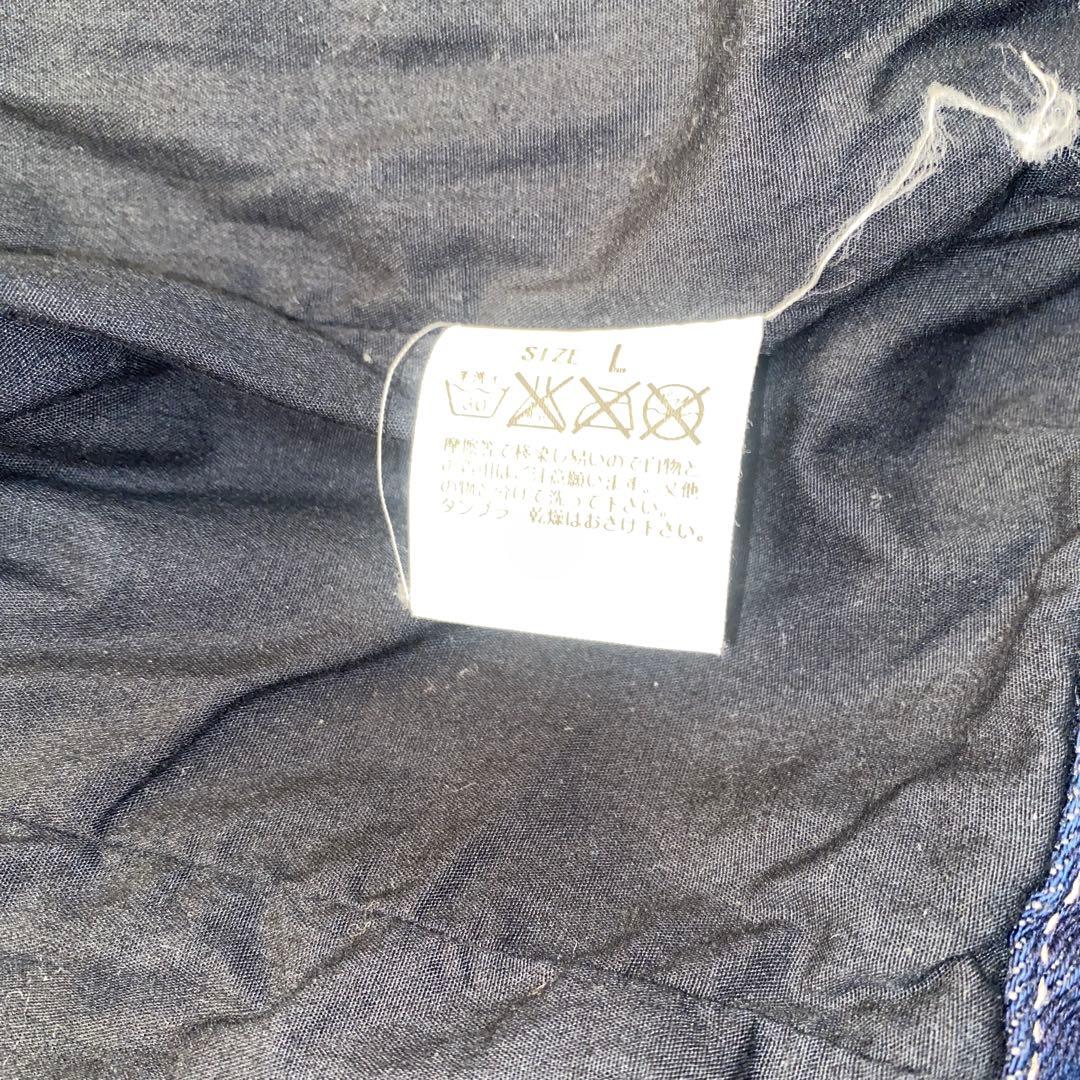 SIZE L
手洗イ
30
摩擦等で移染し易いので白物と
の着用はご注意願います。又他
の物と分けて洗って下さい。
タンブラー乾燥はおさけ下さい。